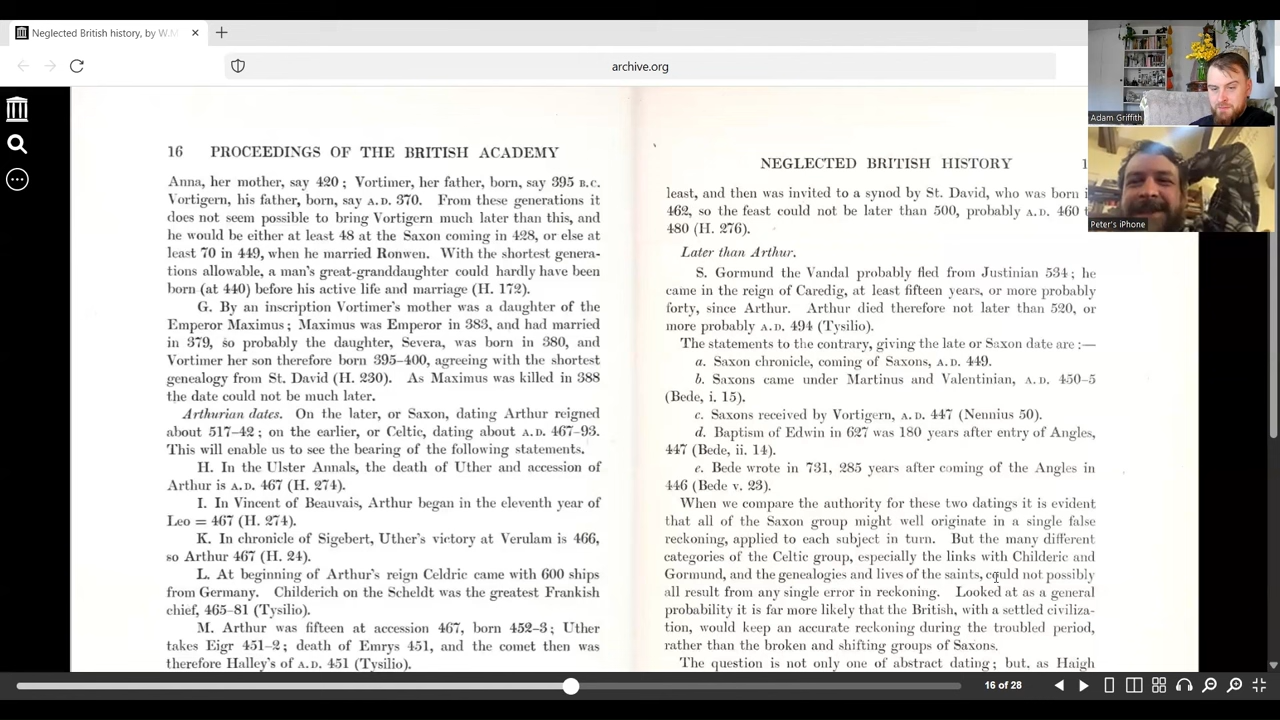 Neglected British history, by W.M
archive.org
16 PROCEEDINGS OF THE BRITISH ACADEMY
Anna, her mother, say 420; Vortimer, her father, born, say 395 B.C.
Vortigern, his father, born, say A.D. 370. From these generations it
does not seem possible to bring Vortigern much later than this, and
he would be either at least 48 at the Saxon coming in 428, or else at
least 70 in 449, when he married Ronwen. With the shortest genera-
tions allowable, a man's great-granddaughter could hardly have been
born (at 440) before his active life and marriage (H. 172).
G. By an inscription Vortimer's mother was a daughter of the
Emperor Maximus; Maximus was Emperor in 383, and had married
in 379, so probably the daughter, Severa, was born in 380, and
Vortimer her son therefore born 395–400, agreeing with the shortest
genealogy from St. David (H. 230). As Maximus was killed in 388
the date could not be much later.
Arthurian dates. On the later, or Saxon, dating Arthur reigned
about 517–42; on the earlier, or Celtic, dating about A.D. 467–93.
This will enable us to see the bearing of the following statements.
H. In the Ulster Annals, the death of Uther and accession of
Arthur is A.D. 467 (H. 274).
I. In Vincent of Beauvais, Arthur began in the eleventh year of
Leo = 467 (H. 274).
K. In chronicle of Sigebert, Uther's victory at Verulam is 466,
so Arthur 467 (H. 24).
L. At beginning of Arthur's reign Celdric came with 600 ships
from Germany. Childerich on the Scheldt was the greatest Frankish
chief, 465–81 (Tysilio).
M. Arthur was fifteen at accession 467, born 452–3; Uther
takes Eigr 451–2; death of Emrys 451, and the comet then was
therefore Halley's of A.D. 451 (Tysilio).
NEGLECTED BRITISH HISTORY 1
least, and then was invited to a synod by St. David, who was born i
462, so the feast could not be later than 500, probably A.D. 460 t
480 (H. 276).
Later than Arthur.
S. Gormund the Vandal probably fled from Justinian 534; he
came in the reign of Caredig, at least fifteen years, or more probably
forty, since Arthur. Arthur died therefore not later than 520, or
more probably A.D. 494 (Tysilio).
The statements to the contrary, giving the late or Saxon date are :—
a. Saxon chronicle, coming of Saxons, A.D. 449.
b. Saxons came under Martinus and Valentinian, A.D. 450–5
(Bede, i. 15).
c. Saxons received by Vortigern, A.D. 447 (Nennius 50).
d. Baptism of Edwin in 627 was 180 years after entry of Angles,
447 (Bede, ii. 14).
e. Bede wrote in 731, 285 years after coming of the Angles in
446 (Bede v. 23).
When we compare the authority for these two datings it is evident
that all of the Saxon group might well originate in a single false
reckoning, applied to each subject in turn. But the many different
categories of the Celtic group, especially the links with Childeric and
Gormund, and the genealogies and lives of the saints, could not possibly
all result from any single error in reckoning. Looked at as a general
probability it is far more likely that the British, with a settled civiliza-
tion, would keep an accurate reckoning during the troubled period,
rather than the broken and shifting groups of Saxons.
The question is not only one of abstract dating; but, as Haigh
Adam Griffith
Peter's iPhone
16 of 28